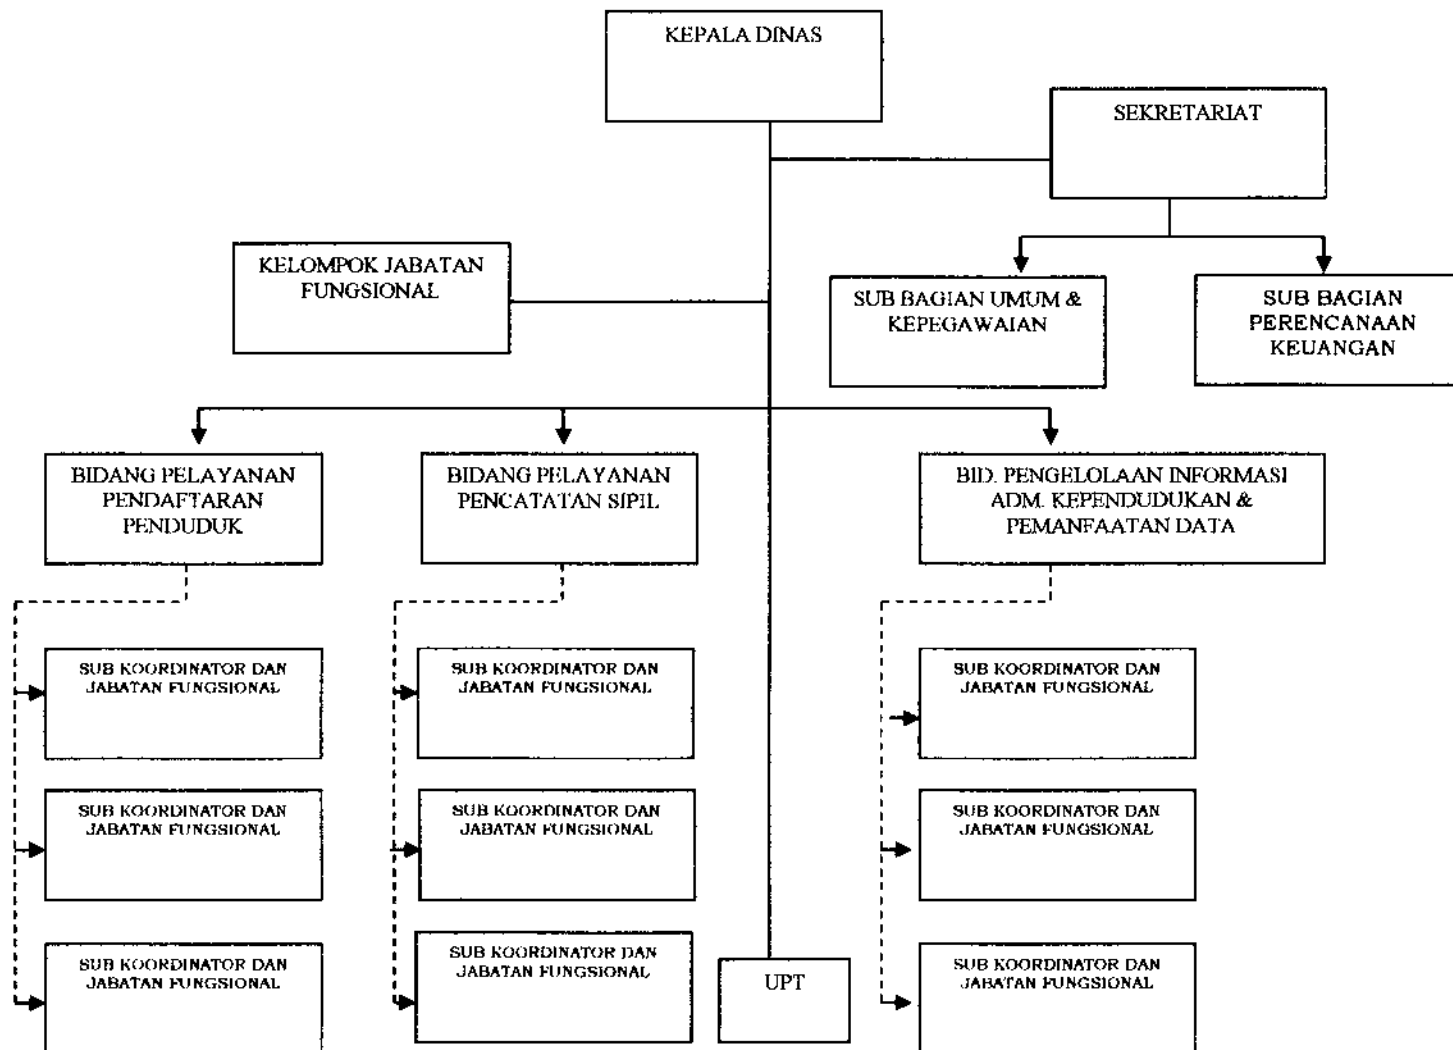 KEPALA DINAS
SEKRETARIAT
KELOMPOK JABATAN
FUNGSIONAL
SUB BAGIAN UMUM &
KEPEGAWAIAN
SUB BAGIAN
PERENCANAAN
KEUANGAN
BIDANG PELAYANAN
PENDAFTARAN
PENDUDUK
BIDANG PELAYANAN
PENCATATAN SIPIL
BID. PENGELOLAAN INFORMASI
ADM. KEPENDUDUKAN &
PEMANFAATAN DATA
SUB KOORDINATOR DAN
JABATAN FUNGSIONAL
SUB KOORDINATOR DAN
JABATAN FUNGSIONAL
SUB KOORDINATOR DAN
JABATAN FUNGSIONAL
SUB KOORDINATOR DAN
JABATAN FUNGSIONAL
SUB KOORDINATOR DAN
JABATAN FUNGSIONAL
SUB KOORDINATOR DAN
JABATAN FUNGSIONAL
SUB KOORDINATOR DAN
JABATAN FUNGSIONAL
SUB KOORDINATOR DAN
JABATAN FUNGSIONAL
UPT
SUB KOORDINATOR DAN
JABATAN FUNGSIONAL